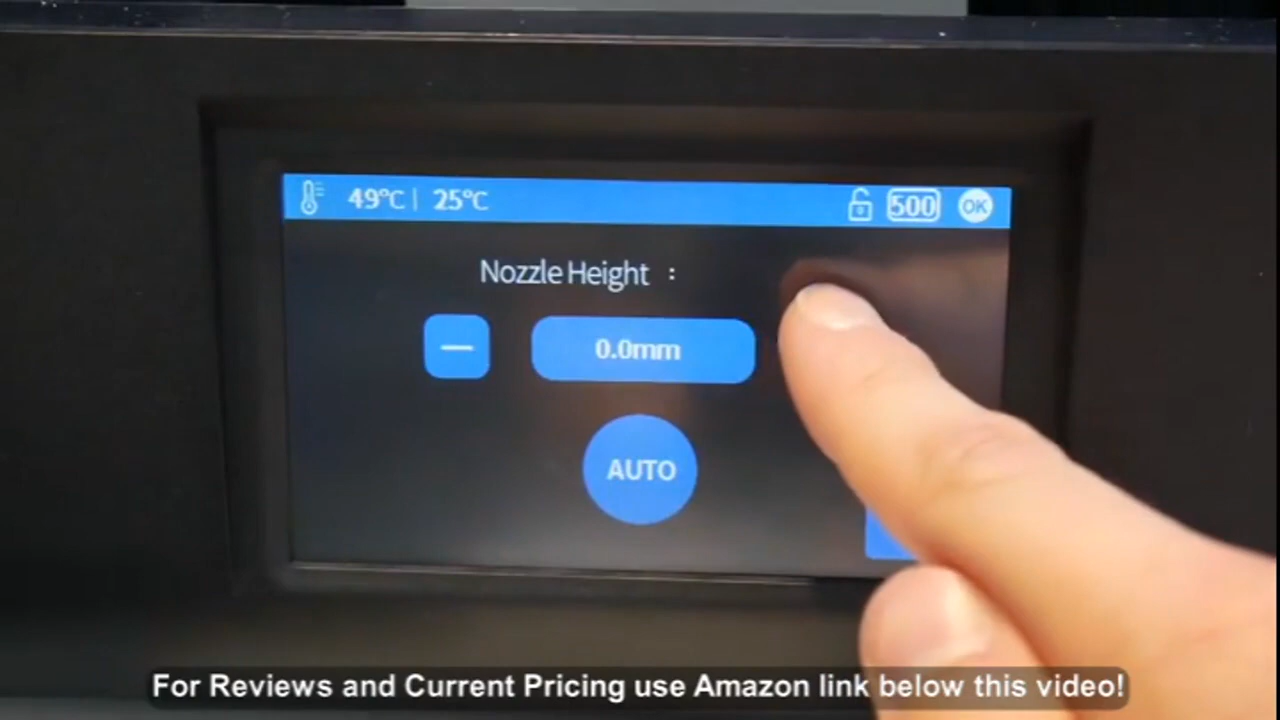 49°C | 25°C 500 OK
Nozzle Height :
0.0mm
AUTO
For Reviews and Current Pricing use Amazon link below this video!